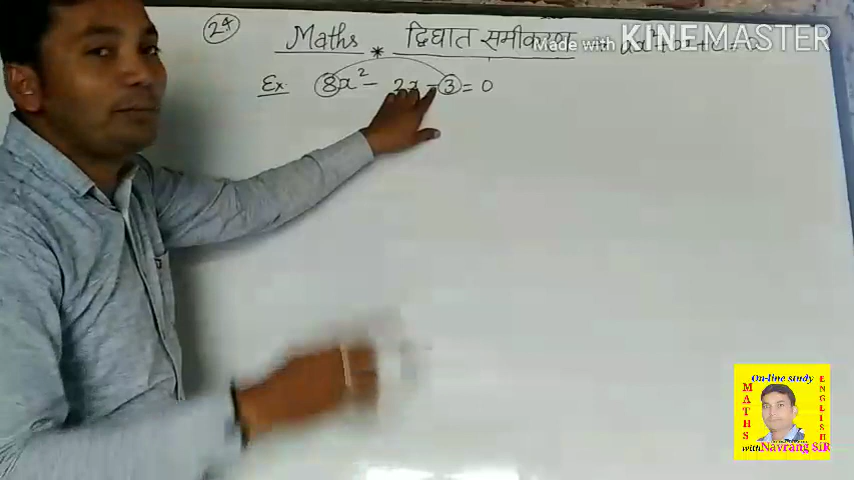 24 Maths * द्विघात समीकरण
Made with KINEMASTER
Ex. 8x² - 2x - 3 = 0
On-line study
MATHS
ENGLISH
with Navrang SiR